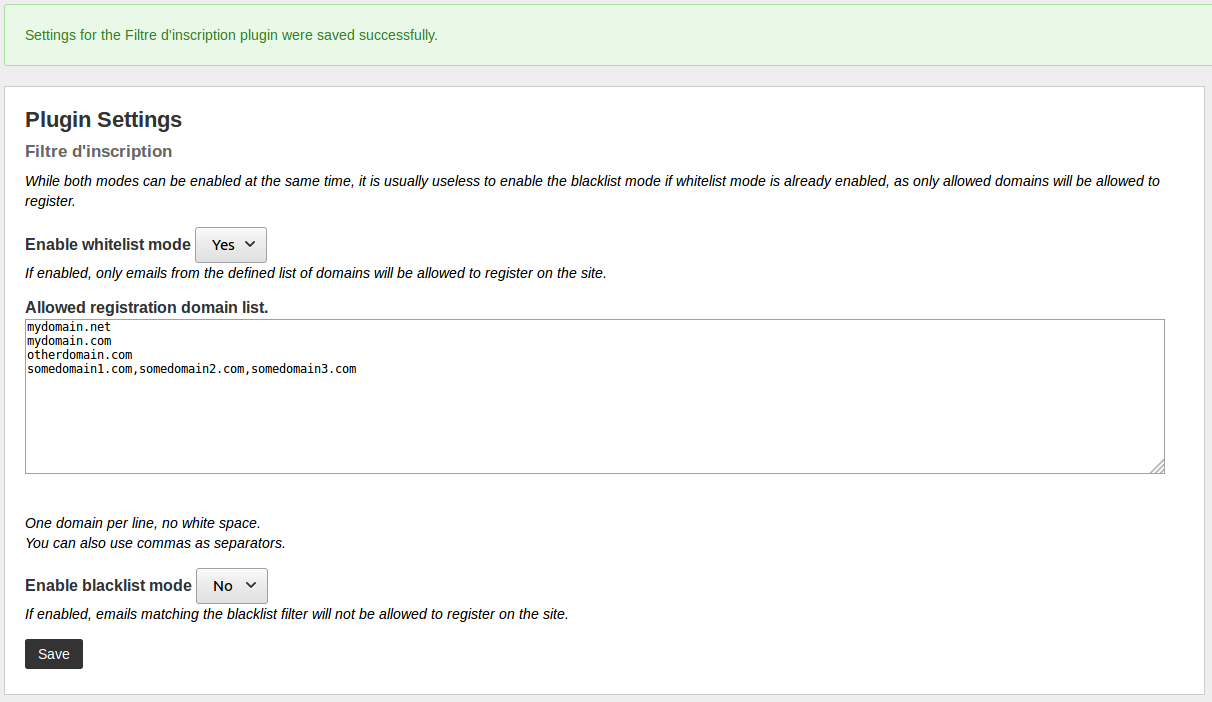 Settings for the Filtre d'inscription plugin were saved successfully.
Plugin Settings
Filtre d'inscription
While both modes can be enabled at the same time, it is usually useless to enable the blacklist mode if whitelist mode is already enabled, as only allowed domains will be allowed to
register.
Enable whitelist mode Yes
If enabled, only emails from the defined list of domains will be allowed to register on the site.
Allowed registration domain list.
mydomain.net
mydomain.com
otherdomain.com
somedomain1.com,somedomain2.com,somedomain3.com
One domain per line, no white space.
You can also use commas as separators.
Enable blacklist mode No
If enabled, emails matching the blacklist filter will not be allowed to register on the site.
Save